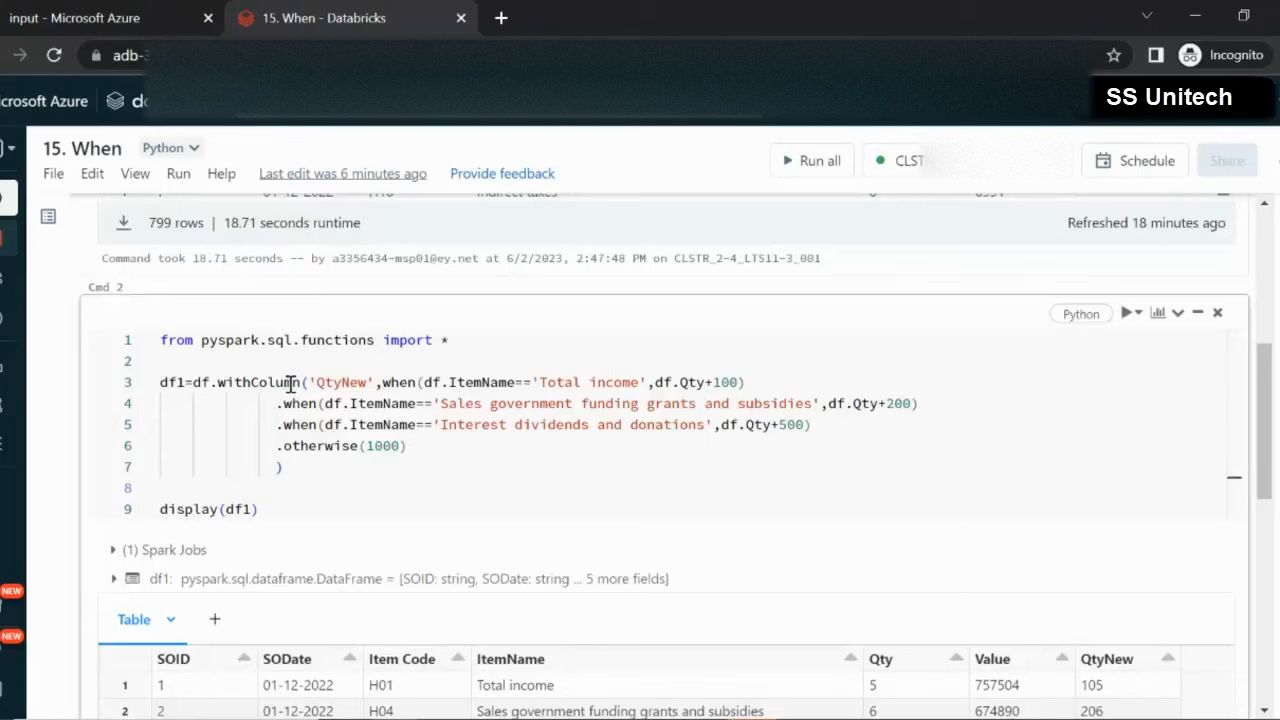 input - Microsoft Azure
15. When - Databricks
adb-
Incognito
SS Unitech
crosoft Azure
15. When
Python
Run all
CLST
Schedule
Share
File Edit View Run Help Last edit was 6 minutes ago Provide feedback
799 rows | 18.71 seconds runtime
Refreshed 18 minutes ago
Command took 18.71 seconds -- by a3356434-msp01@ey.net at 6/2/2023, 2:47:48 PM on CLSTR_2-4_LTS11-3_001
Cmd 2
Python
1 from pyspark.sql.functions import *
2
3 df1=df.withColumn('QtyNew',when(df.ItemName=='Total income',df.Qty+100)
4 .when(df.ItemName=='Sales government funding grants and subsidies',df.Qty+200)
5 .when(df.ItemName=='Interest dividends and donations',df.Qty+500)
6 .otherwise(1000)
7 )
8
9 display(df1)
(1) Spark Jobs
df1: pyspark.sql.dataframe.DataFrame = [SOID: string, SODate: string ... 5 more fields]
NEW
Table +
NEW
SOID SODate Item Code ItemName Qty Value QtyNew
1 1 01-12-2022 H01 Total income 5 757504 105
2 2 01-12-2022 H04 Sales government funding grants and subsidies 6 674890 206